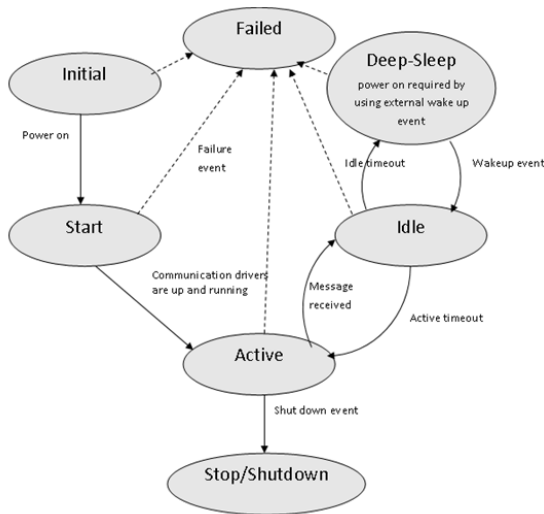 Failed
Initial
Deep-Sleep
power on required by
using external wake up
event
Power on
Failure
event
Idle timeout
Wakeup event
Start
Idle
Communication drivers
are up and running
Message
received
Active timeout
Active
Shut down event
Stop/Shutdown